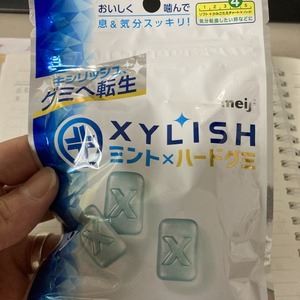 おいしく 噛んで
息&気分スッキリ!
キシリッシュ
グミへ転生
meiji
XYLISH
ミント×ハードグミ
X
X
X